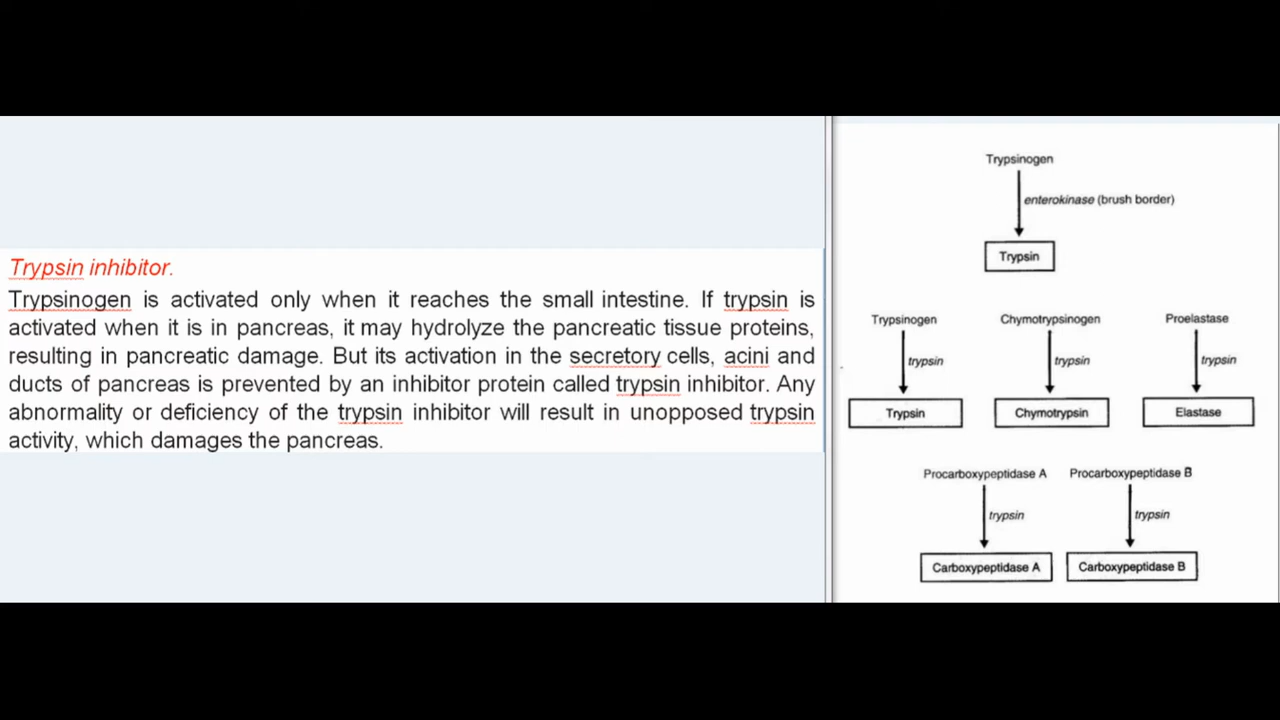 Trypsin inhibitor.
Trypsinogen is activated only when it reaches the small intestine. If trypsin is
activated when it is in pancreas, it may hydrolyze the pancreatic tissue proteins,
resulting in pancreatic damage. But its activation in the secretory cells, acini and
ducts of pancreas is prevented by an inhibitor protein called trypsin inhibitor. Any
abnormality or deficiency of the trypsin inhibitor will result in unopposed trypsin
activity, which damages the pancreas.
Trypsinogen
enterokinase (brush border)
Trypsin
Trypsinogen Chymotrypsinogen Proelastase
trypsin trypsin trypsin
Trypsin Chymotrypsin Elastase
Procarboxypeptidase A Procarboxypeptidase B
trypsin trypsin
Carboxypeptidase A Carboxypeptidase B